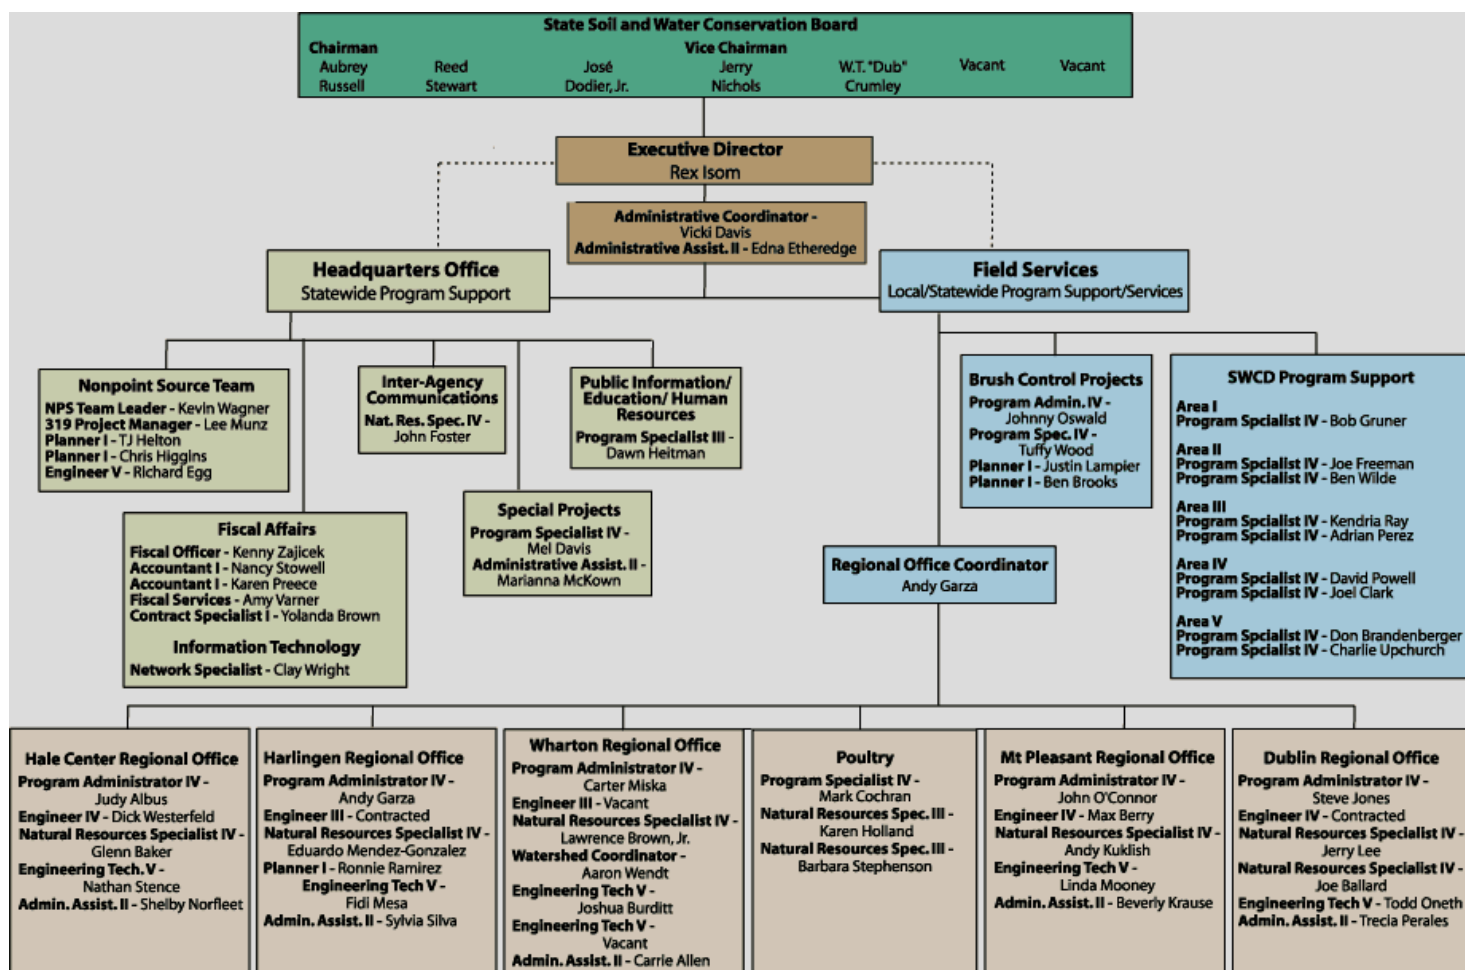 State Soil and Water Conservation Board
Chairman
Aubrey
Russell
Reed
Stewart
José
Dodier, Jr.
Vice Chairman
Jerry
Nichols
W.T. "Dub"
Crumley
Vacant
Vacant
Executive Director
Rex Isom
Administrative Coordinator -
Vicki Davis
Administrative Assist. II - Edna Etheredge
Headquarters Office
Statewide Program Support
Field Services
Local/Statewide Program Support/Services
Nonpoint Source Team
NPS Team Leader - Kevin Wagner
319 Project Manager - Lee Munz
Planner I - TJ Helton
Planner I - Chris Higgins
Engineer V - Richard Egg
Inter-Agency
Communications
Nat. Res. Spec. IV -
John Foster
Public Information/
Education/ Human
Resources
Program Specialist III -
Dawn Heitman
Brush Control Projects
Program Admin. IV -
Johnny Oswald
Program Spec. IV -
Tuffy Wood
Planner I - Justin Lampier
Planner I - Ben Brooks
SWCD Program Support
Area I
Program Spcialist IV - Bob Gruner
Area II
Program Spcialist IV - Joe Freeman
Program Spcialist IV - Ben Wilde
Area III
Program Spcialist IV - Kendria Ray
Program Spcialist IV - Adrian Perez
Area IV
Program Spcialist IV - David Powell
Program Spcialist IV - Joel Clark
Area V
Program Spcialist IV - Don Brandenberger
Program Spcialist IV - Charlie Upchurch
Fiscal Affairs
Fiscal Officer - Kenny Zajicek
Accountant I - Nancy Stowell
Accountant I - Karen Preece
Fiscal Services - Amy Varner
Contract Specialist I - Yolanda Brown
Information Technology
Network Specialist - Clay Wright
Special Projects
Program Specialist IV -
Mel Davis
Administrative Assist. II -
Marianna McKown
Regional Office Coordinator
Andy Garza
Hale Center Regional Office
Program Administrator IV -
Judy Albus
Engineer IV - Dick Westerfeld
Natural Resources Specialist IV -
Glenn Baker
Engineering Tech. V -
Nathan Stence
Admin. Assist. II - Shelby Norfleet
Harlingen Regional Office
Program Administrator IV -
Andy Garza
Engineer III - Contracted
Natural Resources Specialist IV -
Eduardo Mendez-Gonzalez
Planner I - Ronnie Ramirez
Engineering Tech V -
Fidi Mesa
Admin. Assist. II - Sylvia Silva
Wharton Regional Office
Program Administrator IV -
Carter Miska
Engineer III - Vacant
Natural Resources Specialist IV -
Lawrence Brown, Jr.
Watershed Coordinator -
Aaron Wendt
Engineering Tech V -
Joshua Burditt
Engineering Tech V -
Vacant
Admin. Assist. II - Carrie Allen
Poultry
Program Specialist IV -
Mark Cochran
Natural Resources Spec. III -
Karen Holland
Natural Resources Spec. III -
Barbara Stephenson
Mt Pleasant Regional Office
Program Administrator IV -
John O'Connor
Engineer IV - Max Berry
Natural Resources Specialist IV -
Andy Kuklish
Engineering Tech V -
Linda Mooney
Admin. Assist. II - Beverly Krause
Dublin Regional Office
Program Administrator IV -
Steve Jones
Engineer IV - Contracted
Natural Resources Specialist IV -
Jerry Lee
Natural Resources Specialist IV -
Joe Ballard
Engineering Tech V - Todd Oneth
Admin. Assist. II - Trecia Perales